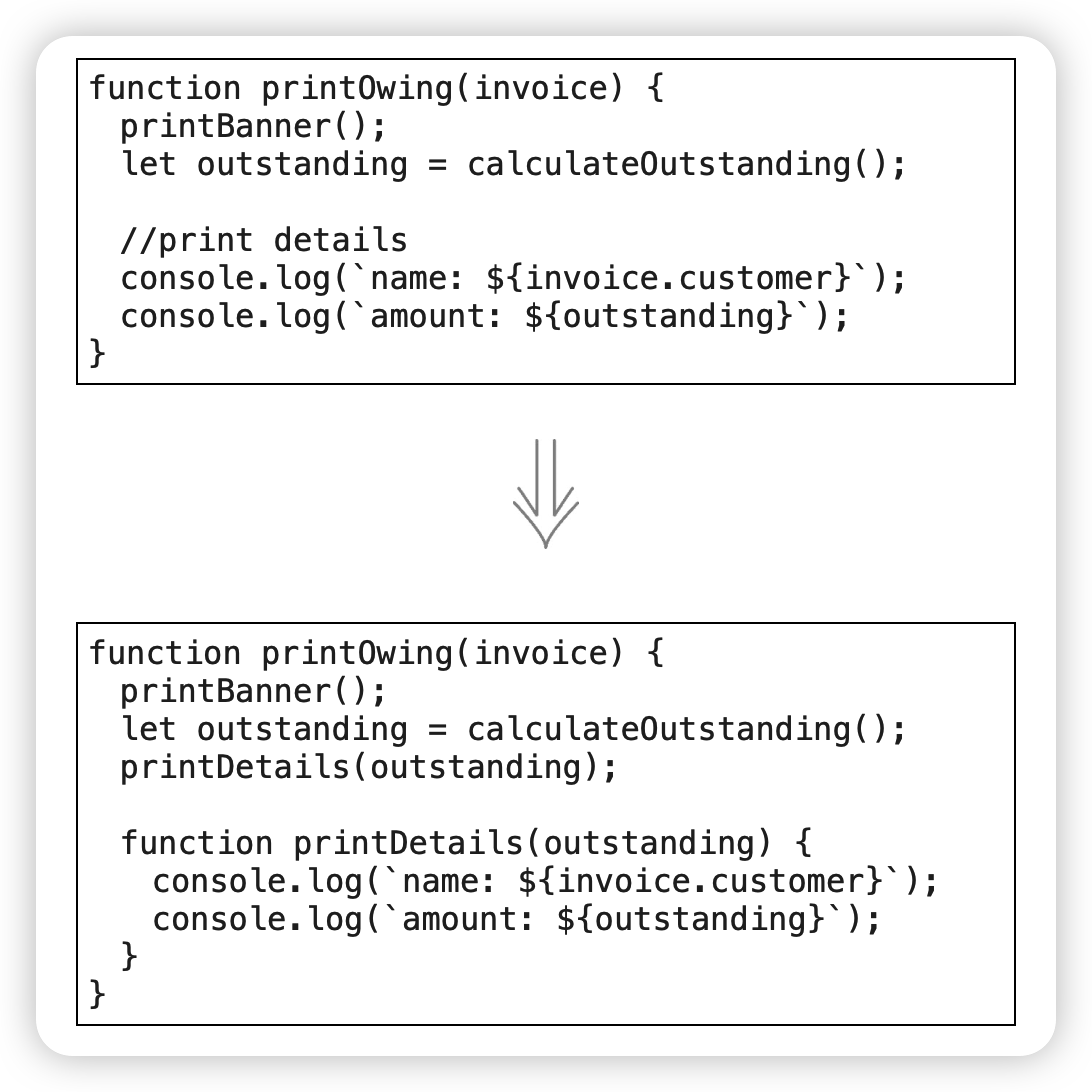 function printOwing(invoice) {
  printBanner();
  let outstanding = calculateOutstanding();

  //print details
  console.log(`name: ${invoice.customer}`);
  console.log(`amount: ${outstanding}`);
}
function printOwing(invoice) {
  printBanner();
  let outstanding = calculateOutstanding();
  printDetails(outstanding);

  function printDetails(outstanding) {
    console.log(`name: ${invoice.customer}`);
    console.log(`amount: ${outstanding}`);
  }
}